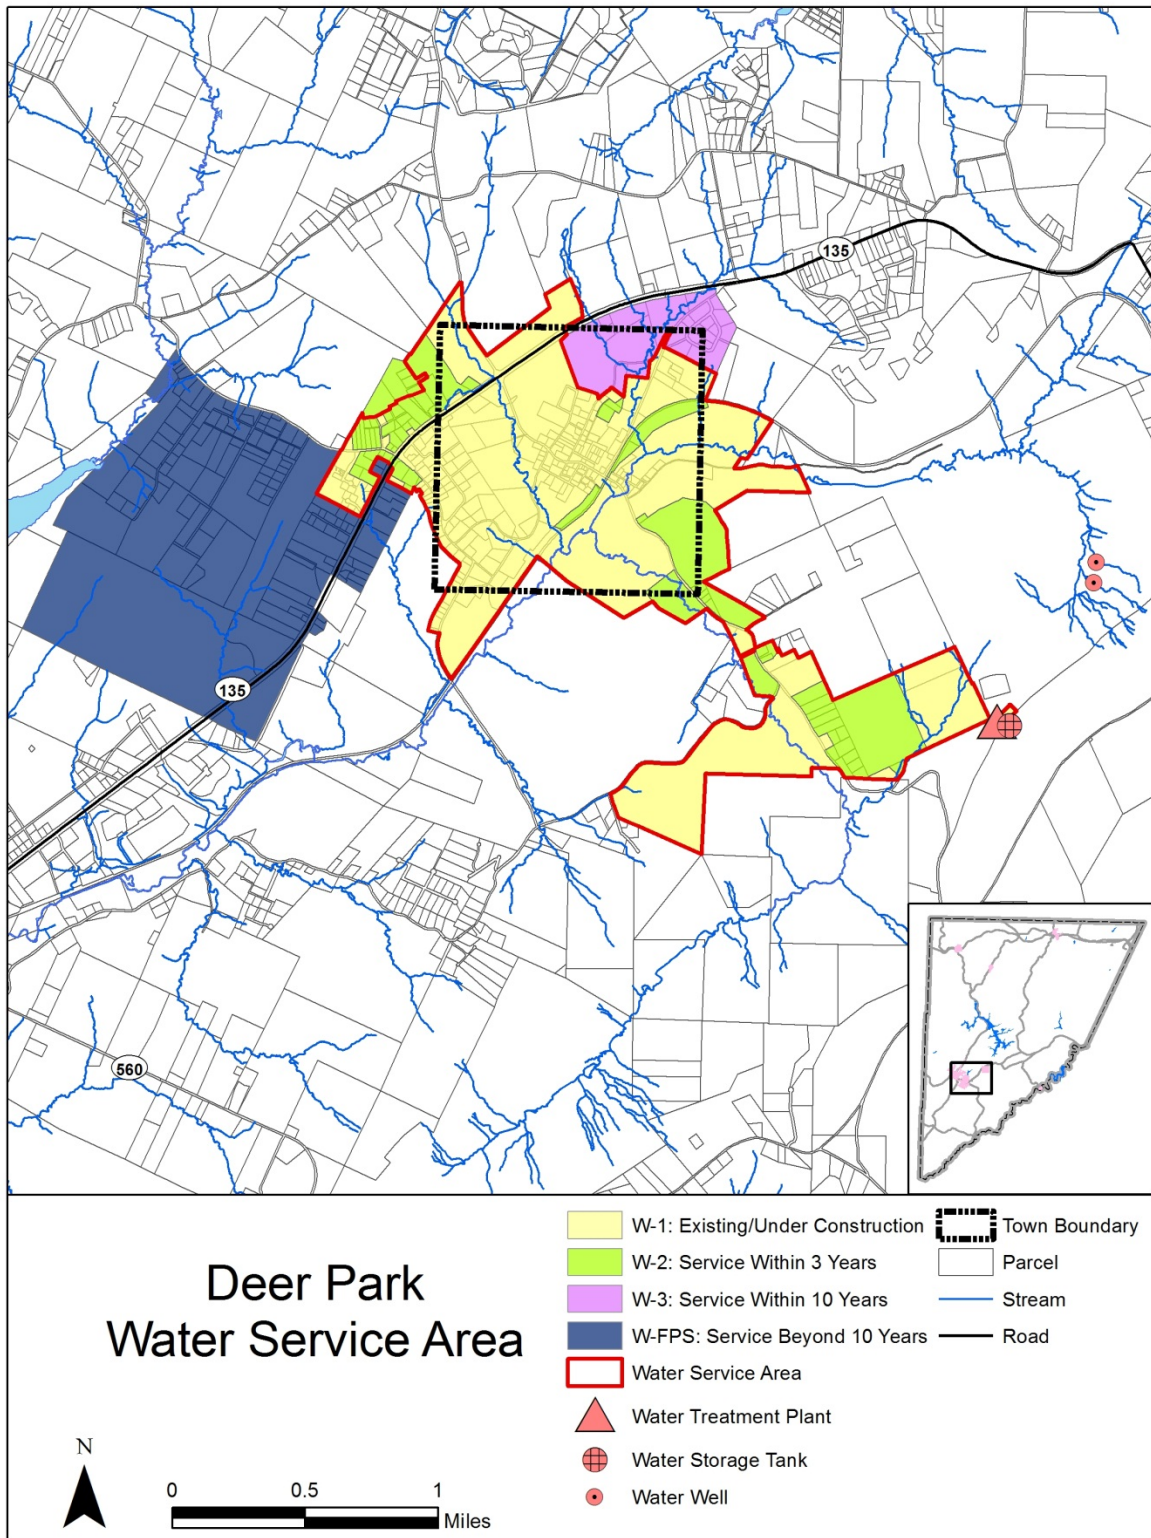 135
135
560
Deer Park
Water Service Area
W-1: Existing/Under Construction
W-2: Service Within 3 Years
W-3: Service Within 10 Years
W-FPS: Service Beyond 10 Years
Water Service Area
Water Treatment Plant
Water Storage Tank
Water Well
Town Boundary
Parcel
Stream
Road
N
0 0.5 1
Miles